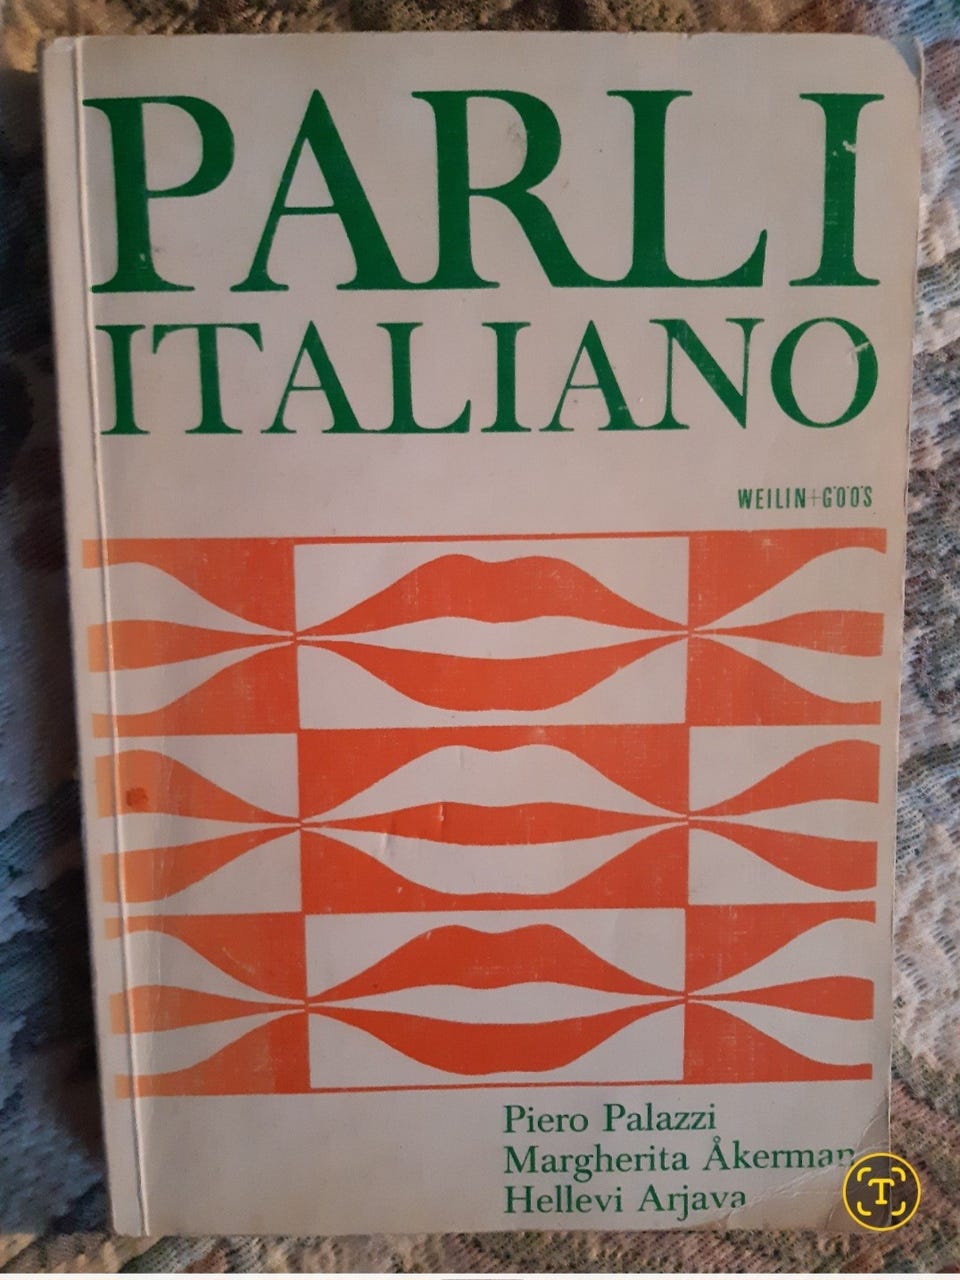 PARLI
ITALIANO
WEILIN+GÖÖS
Piero Palazzi
Margherita Åkerman
Hellevi Arjava